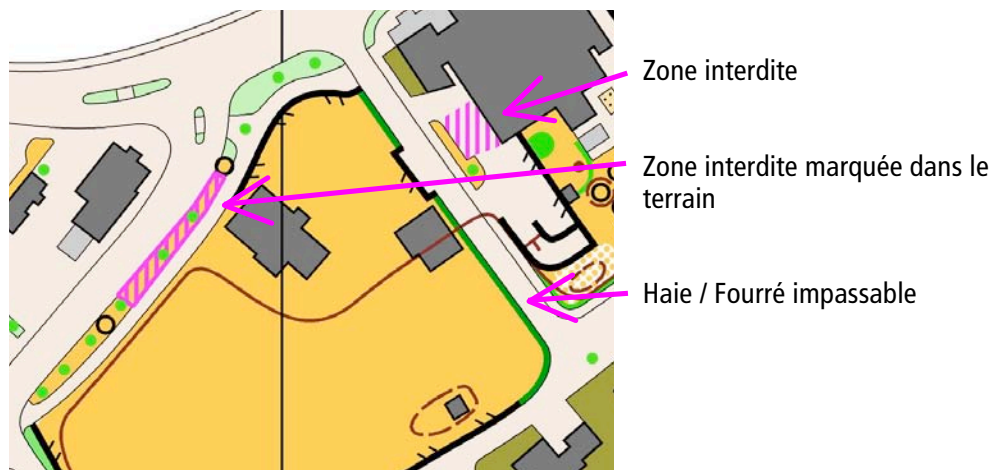 Zone interdite
Zone interdite marquée dans le
terrain
Haie / Fourré impassable